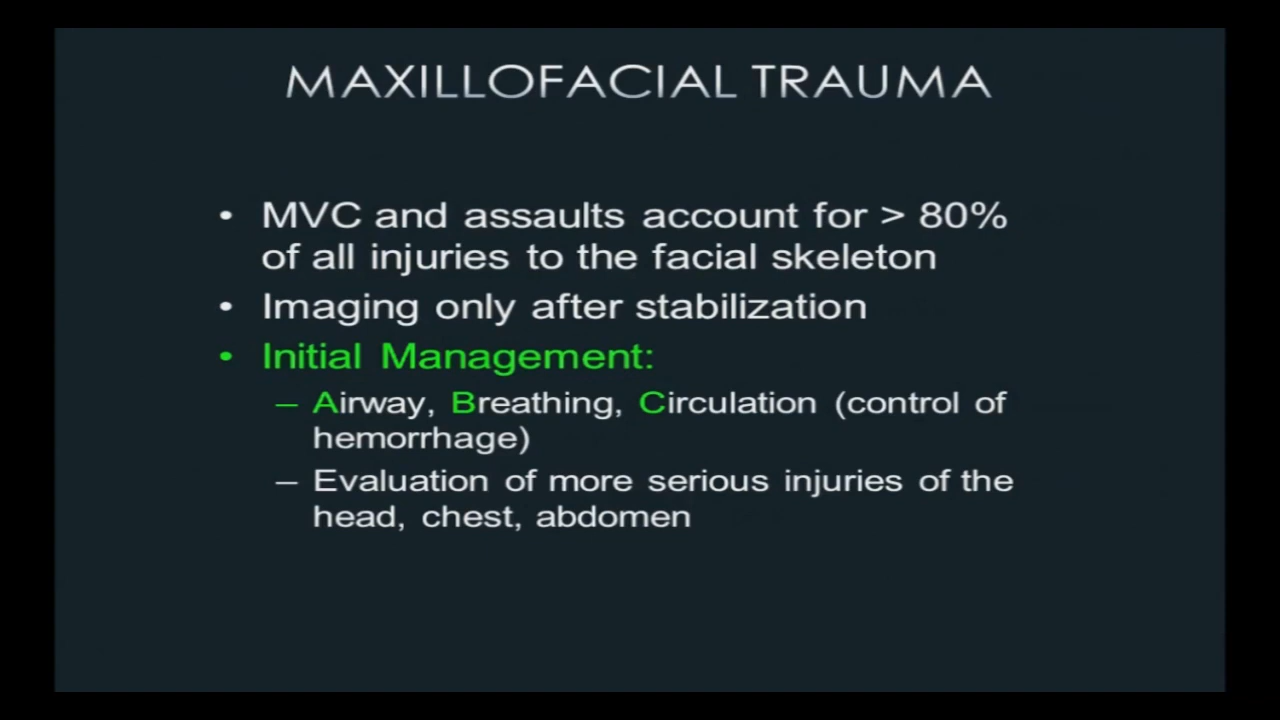 MAXILLOFACIAL TRAUMA
• MVC and assaults account for > 80%
of all injuries to the facial skeleton
• Imaging only after stabilization
• Initial Management:
– Airway, Breathing, Circulation (control of
hemorrhage)
– Evaluation of more serious injuries of the
head, chest, abdomen